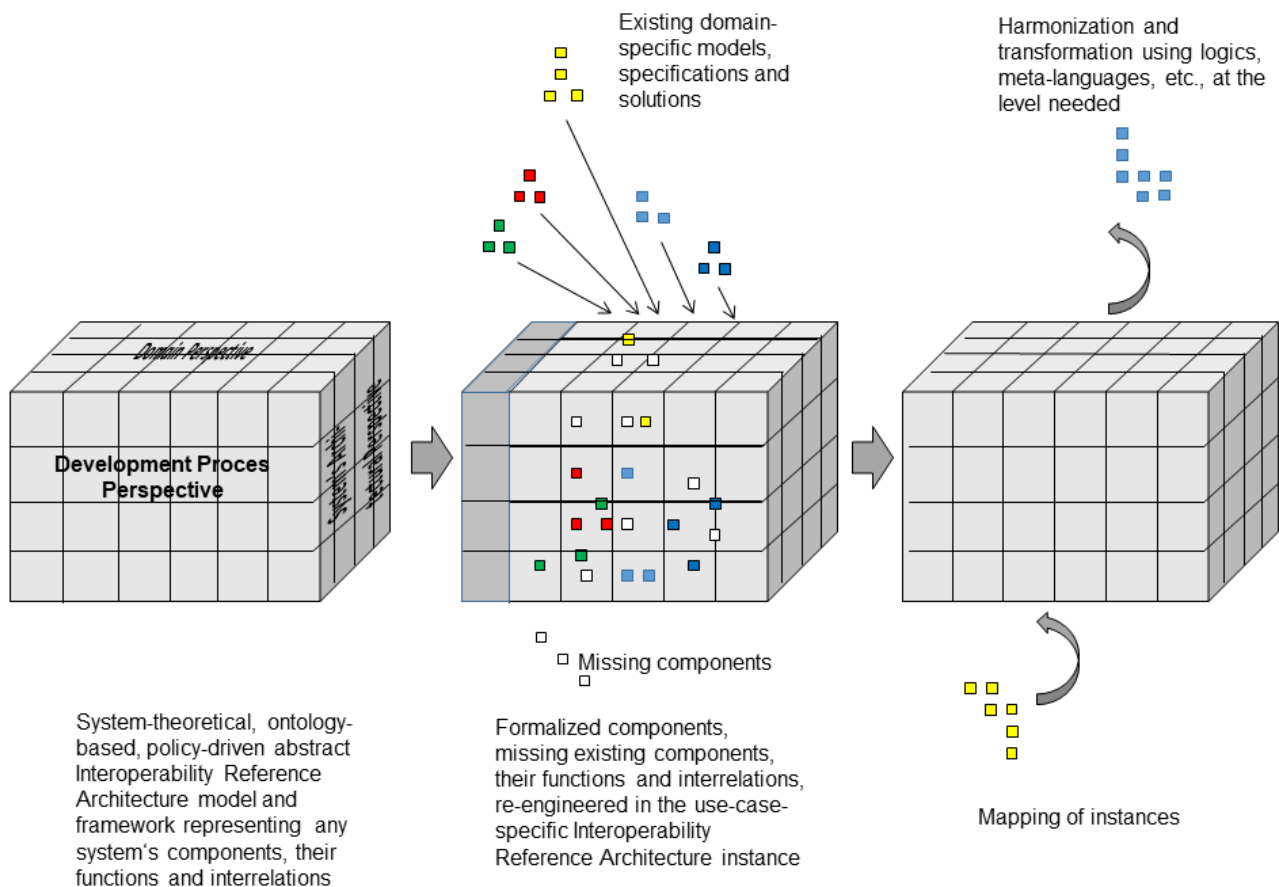 Existing domain-
specific models,
specifications and
solutions
Harmonization and
transformation using logics,
meta-languages, etc., at the
level needed
Domain Perspective
Development Proces
Perspective
Perspective
Missing components
System-theoretical, ontology-
based, policy-driven abstract
Interoperability Reference
Architecture model and
framework representing any
system‘s components, their
functions and interrelations
Formalized components,
missing existing components,
their functions and interrelations,
re-engineered in the use-case-
specific Interoperability
Reference Architecture instance
Mapping of instances